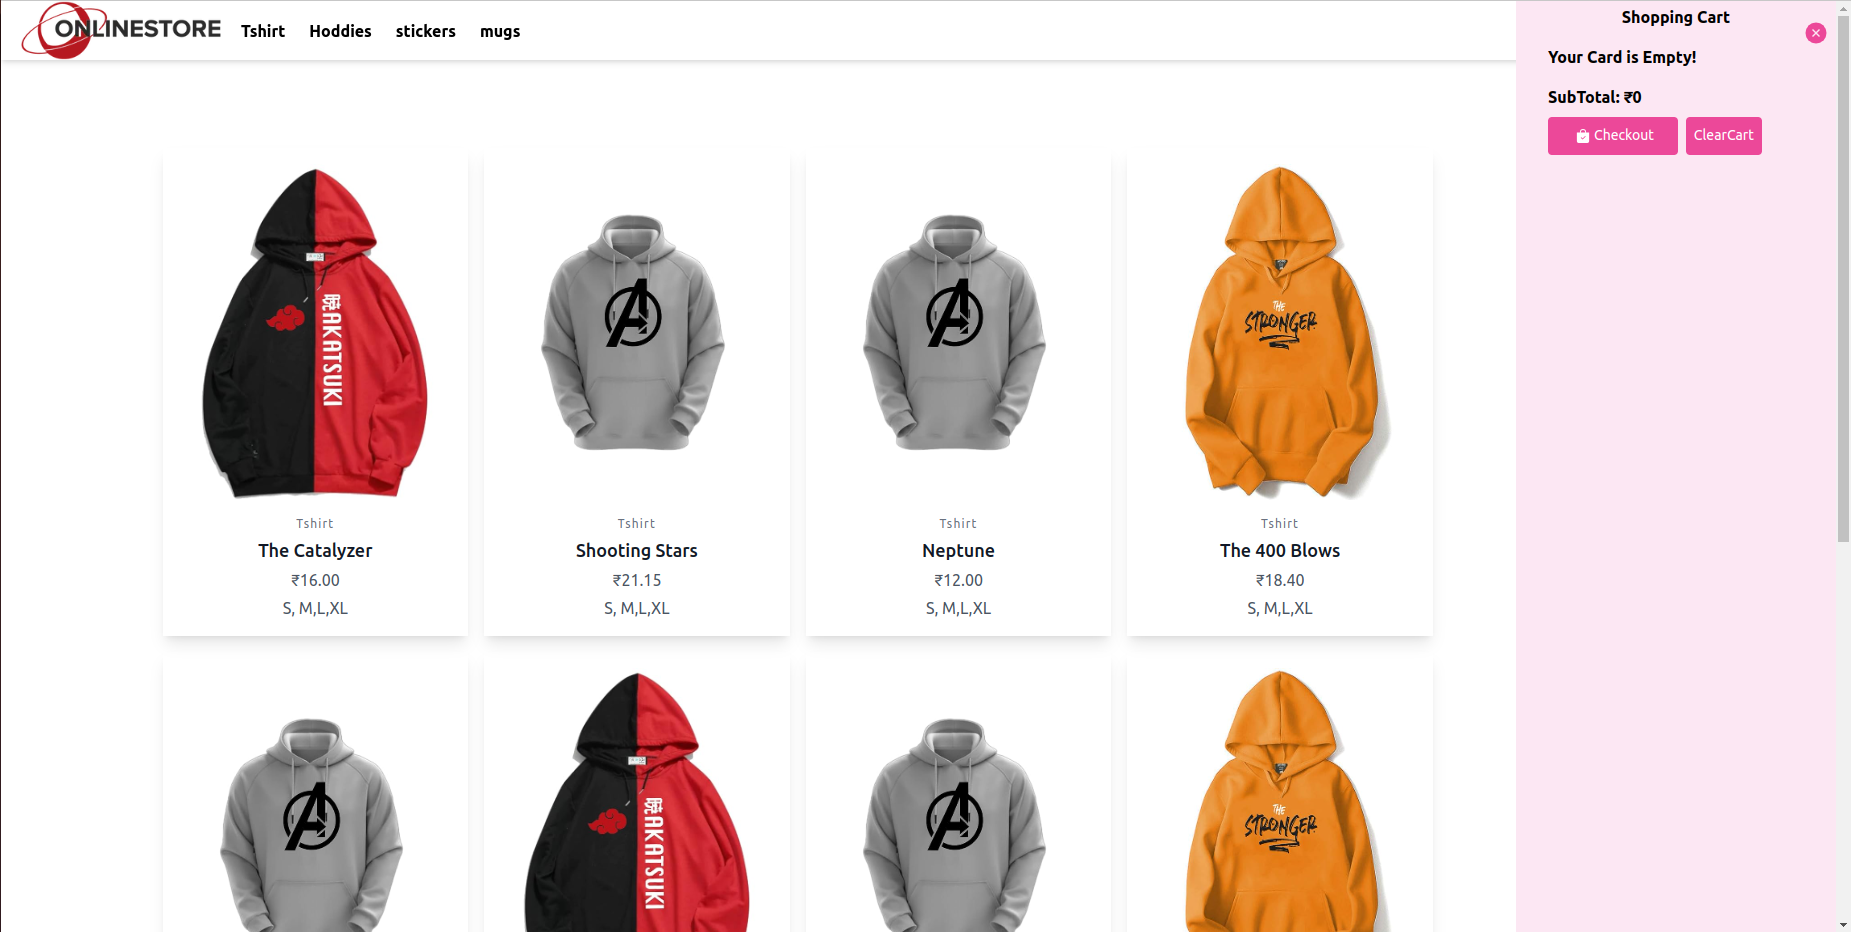 ONLINESTORE
Tshirt
Hoddies
stickers
mugs
Shopping Cart
Your Card is Empty!
SubTotal: ₹0
Checkout
ClearCart
AKATSUKI
THE
STRONGER
Tshirt
The Catalyzer
₹16.00
S, M,L,XL
Tshirt
Shooting Stars
₹21.15
S, M,L,XL
Tshirt
Neptune
₹12.00
S, M,L,XL
Tshirt
The 400 Blows
₹18.40
S, M,L,XL
AKATSUKI
THE
STRONGER